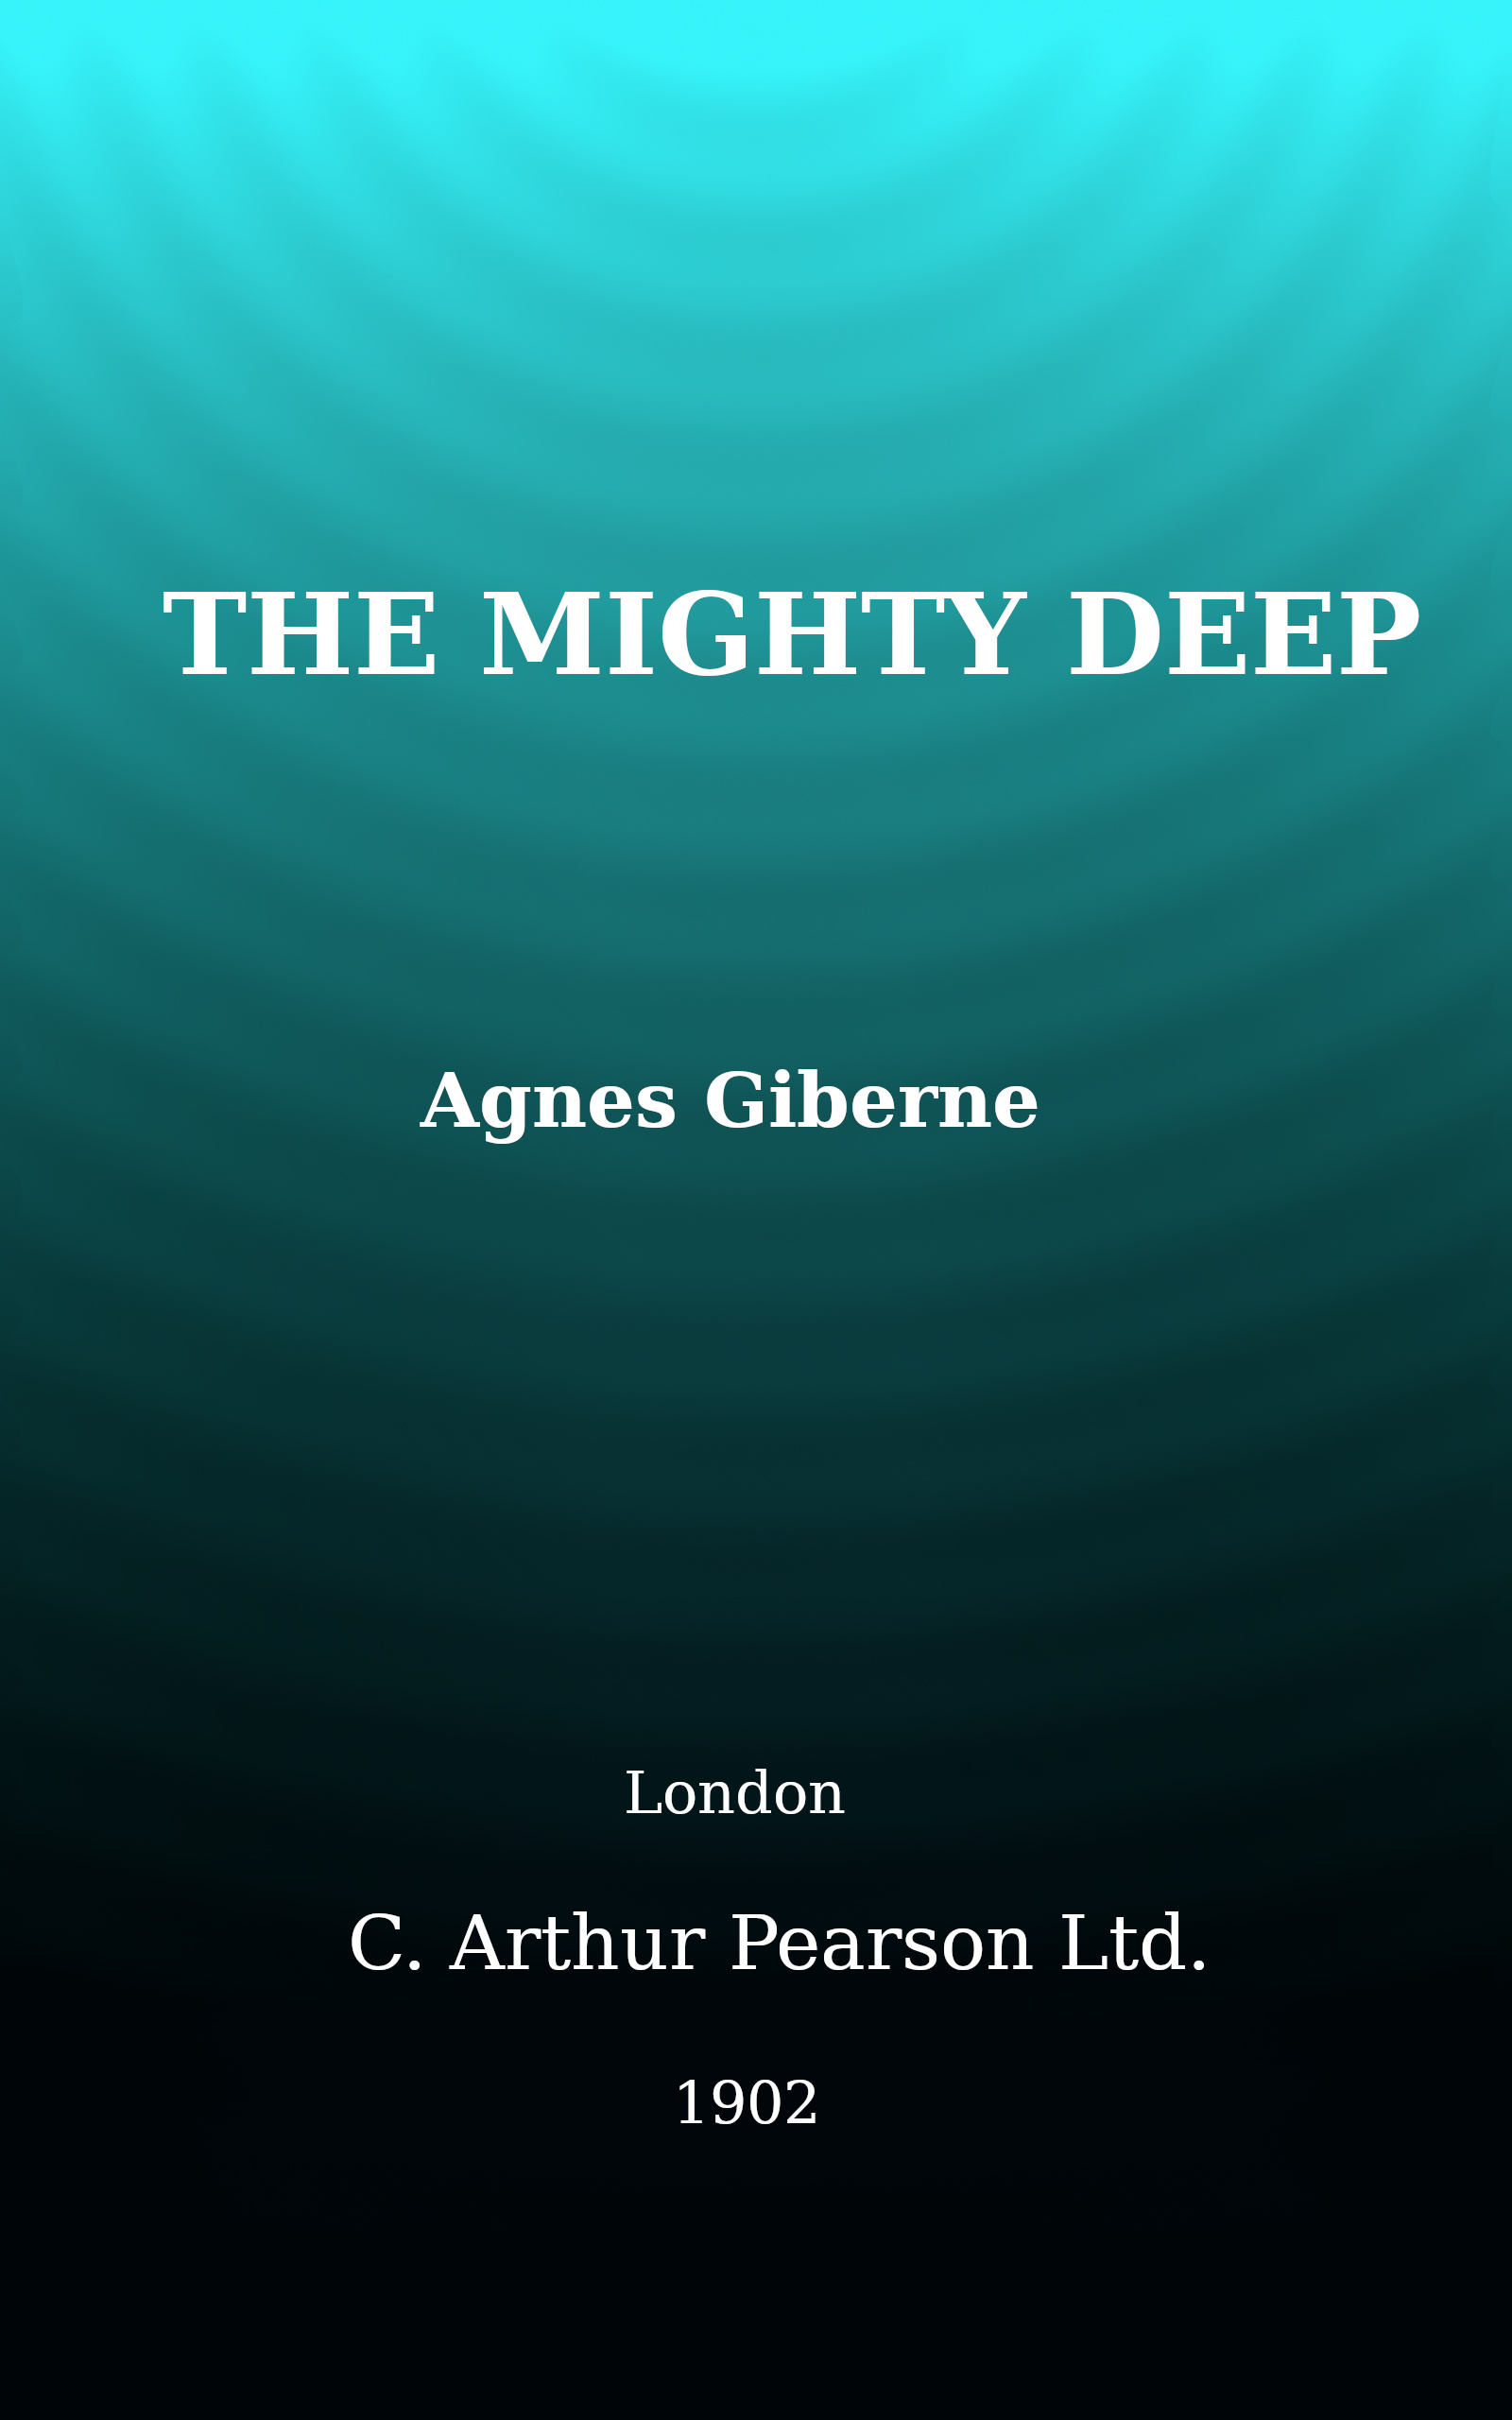 THE MIGHTY DEEP
Agnes Giberne
London
C. Arthur Pearson Ltd.
1902